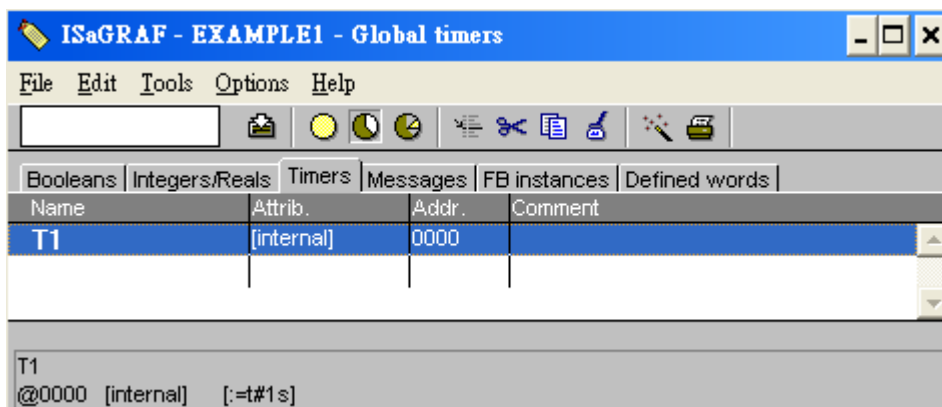 ISaGRAF - EXAMPLE1 - Global timers
File Edit Tools Options Help
Booleans Integers/Reals Timers Messages FB instances Defined words
Name Attrib. Addr. Comment
T1 [internal] 0000
T1
@0000 [internal] [:=t#1s]